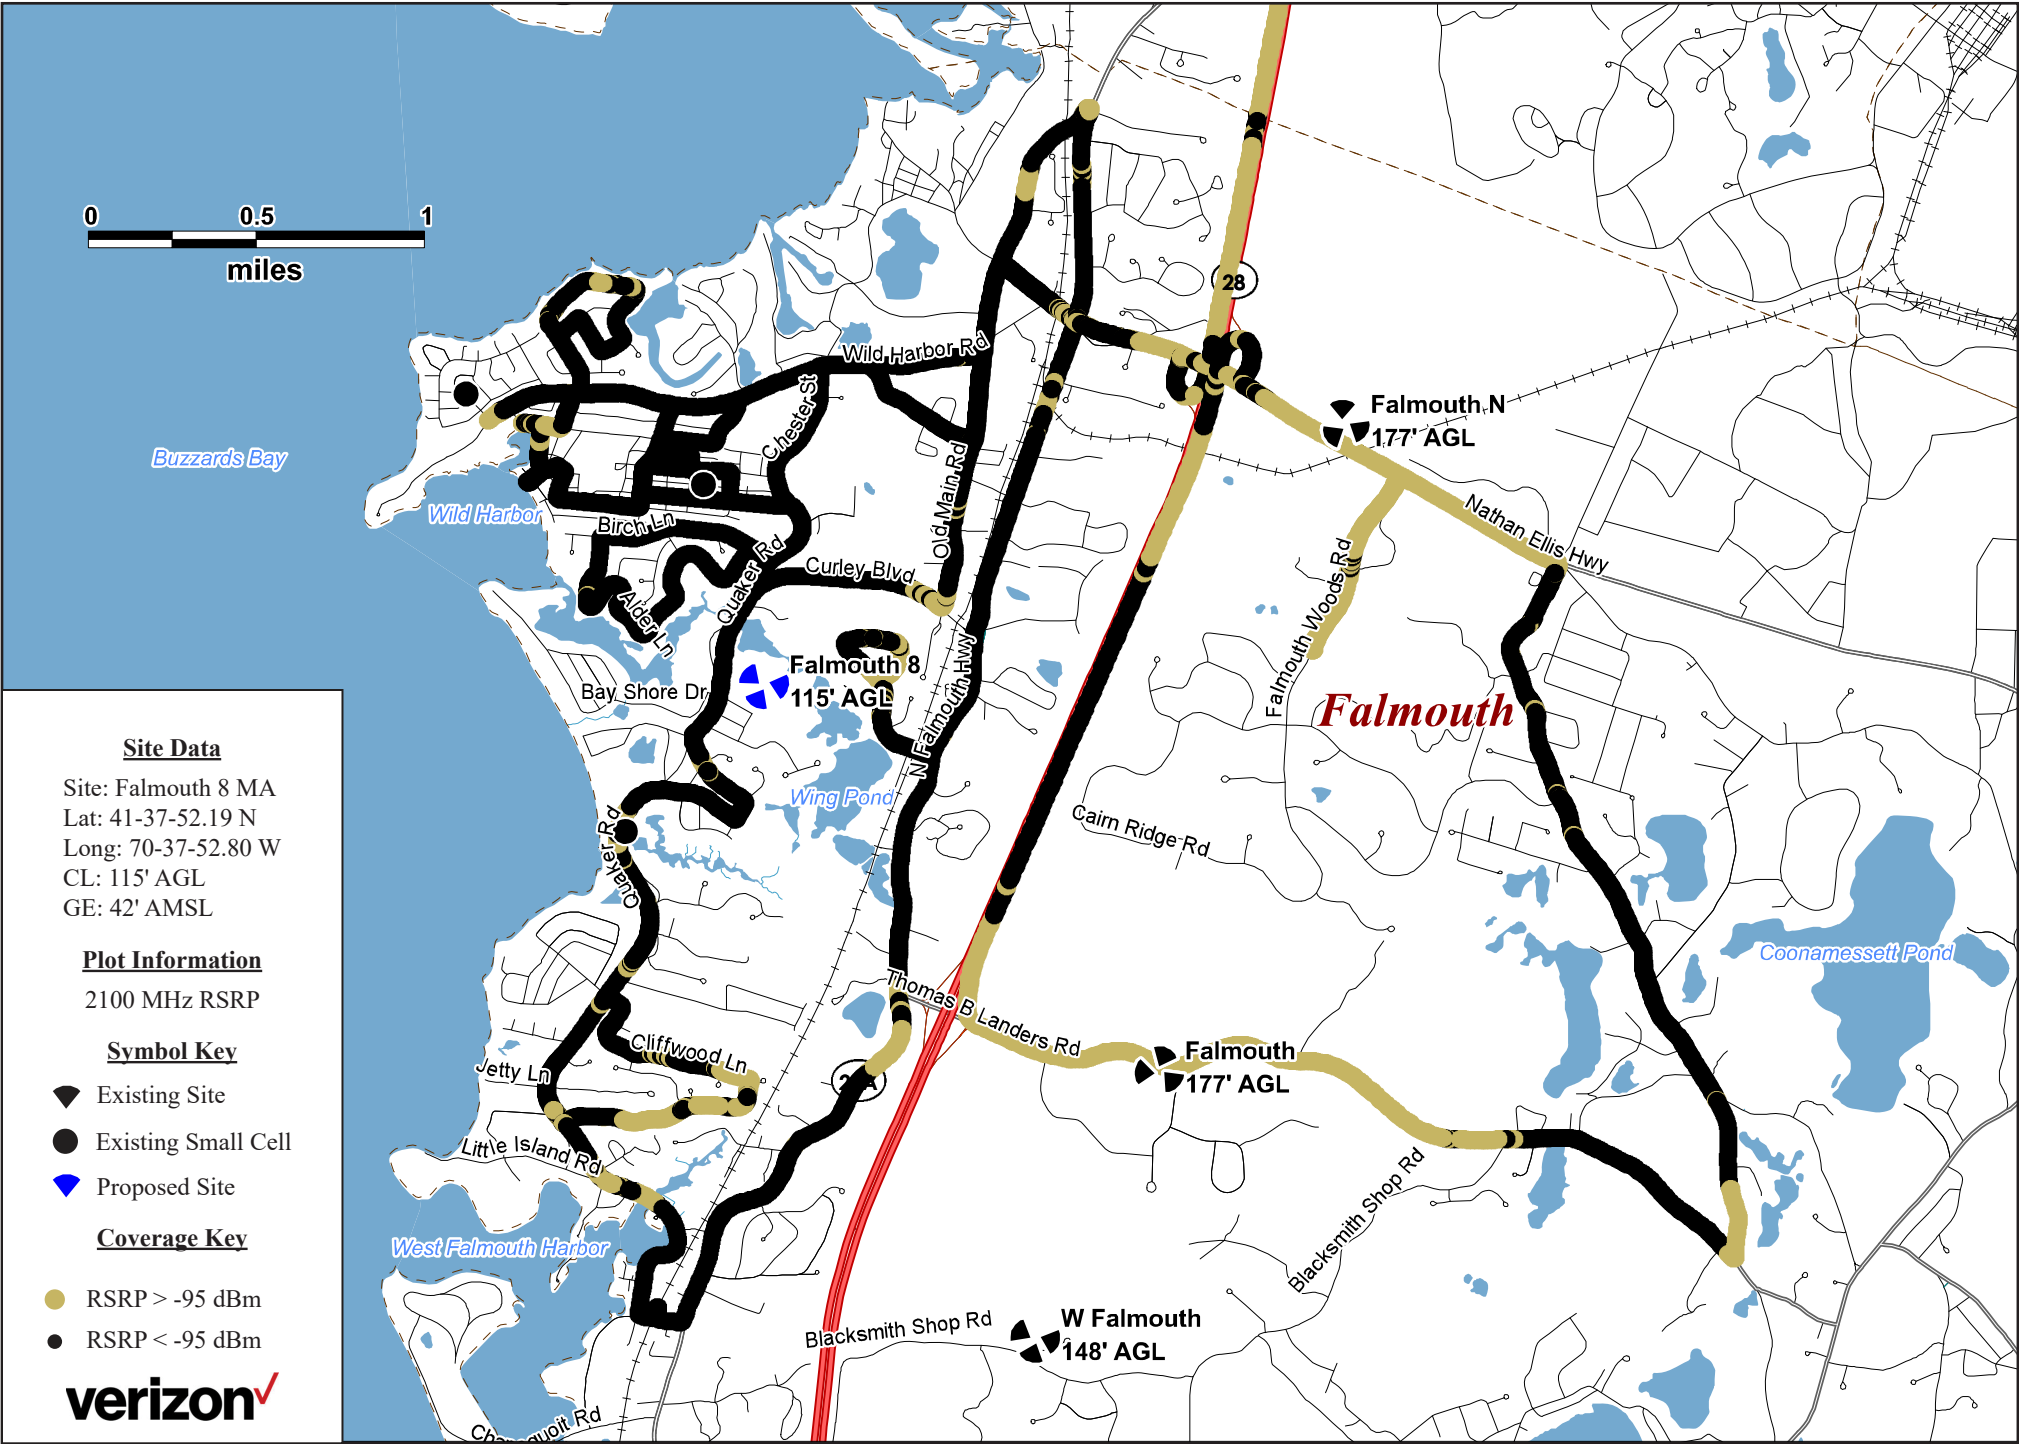 0 0.5 1
miles
28
Wild Harbor Rd
Chester St
Falmouth N
177' AGL
Buzzards Bay
Wild Harbor
Birch Ln
Old Main Rd
Nathan Ellis Hwy
Quaker Rd
Curley Blvd
Alder Ln
Falmouth Woods Rd
Falmouth 8
115' AGL
Bay Shore Dr
N Falmouth Hwy
Falmouth
Wing Pond
Cairn Ridge Rd
Quaker Rd
Coonamessett Pond
Thomas B Landers Rd
Cliffwood Ln
Jetty Ln
Falmouth
177' AGL
Little Island Rd
Blacksmith Shop Rd
West Falmouth Harbor
Blacksmith Shop Rd
W Falmouth
148' AGL
Site Data
Site: Falmouth 8 MA
Lat: 41-37-52.19 N
Long: 70-37-52.80 W
CL: 115' AGL
GE: 42' AMSL
Plot Information
2100 MHz RSRP
Symbol Key
Existing Site
Existing Small Cell
Proposed Site
Coverage Key
RSRP > -95 dBm
RSRP < -95 dBm
verizon
Rd